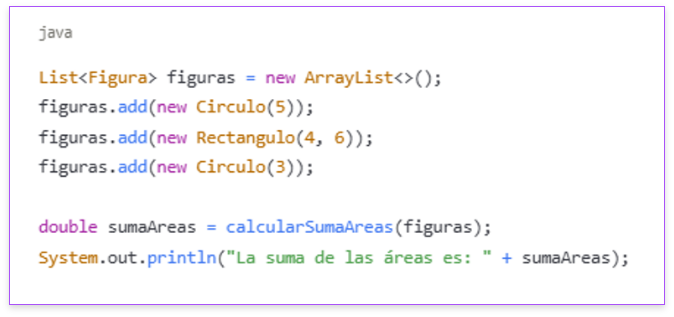 java
List<Figura> figuras = new ArrayList<>();
figuras.add(new Circulo(5));
figuras.add(new Rectangulo(4, 6));
figuras.add(new Circulo(3));
double sumaAreas = calcularSumaAreas(figuras);
System.out.println("La suma de las áreas es: " + sumaAreas);